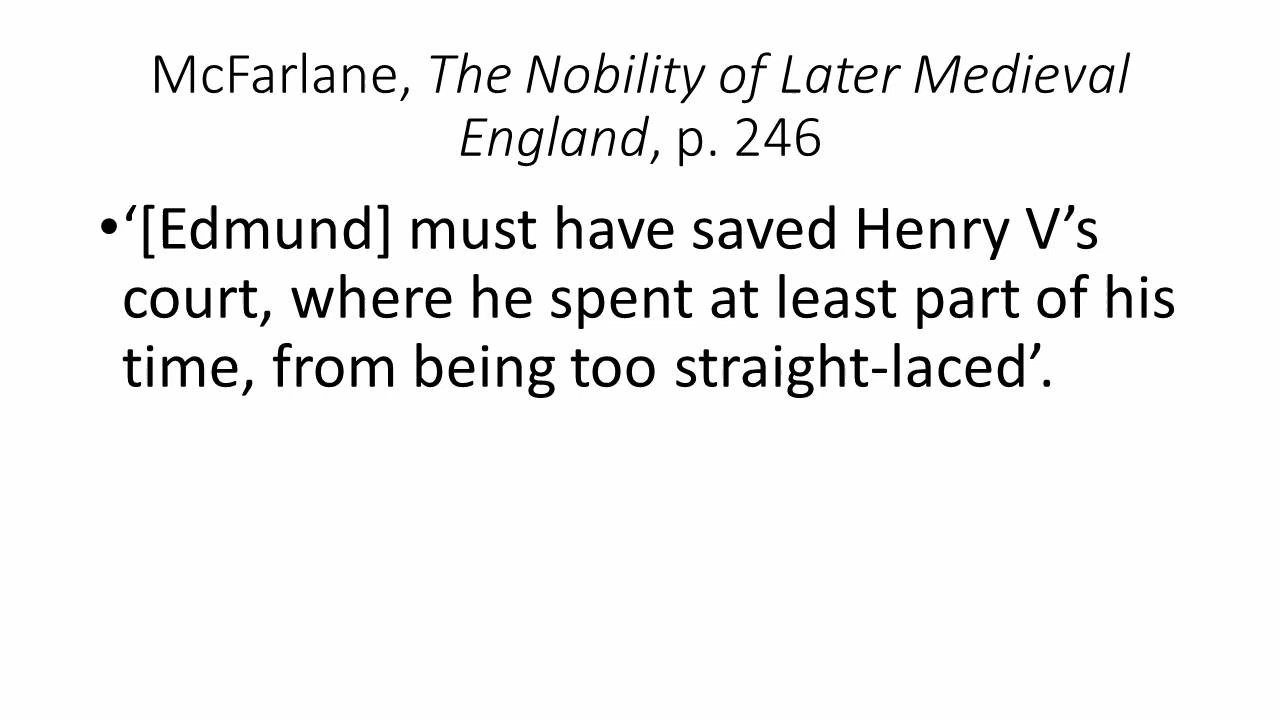 McFarlane, The Nobility of Later Medieval
England, p. 246
•‘[Edmund] must have saved Henry V’s
court, where he spent at least part of his
time, from being too straight-laced’.